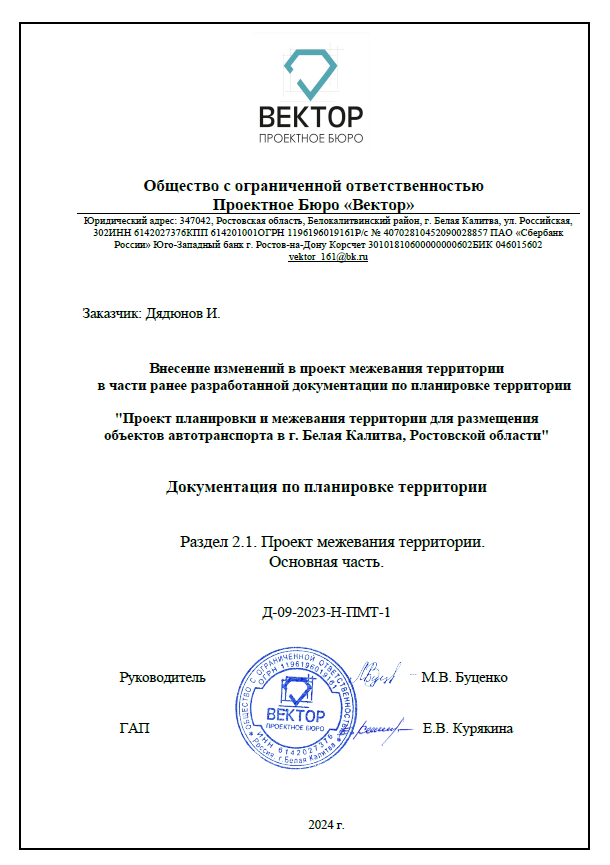 ВЕКТОР
ПРОЕКТНОЕ БЮРО
Общество с ограниченной ответственностью
Проектное Бюро «Вектор»
Юридический адрес: 347042, Ростовская область, Белокалитвинский район, г. Белая Калитва, ул. Российская,
302ИНН 6142027376КПП 614201001ОГРН 1196196019161Р/с № 40702810452090028857 ПАО «Сбербанк
России» Юго-Западный банк г. Ростов-на-Дону Корсчет 30101810600000000602БИК 046015602
vektor_161@bk.ru
Заказчик: Дядюнов И.
Внесение изменений в проект межевания территории
в части ранее разработанной документации по планировке территории
"Проект планировки и межевания территории для размещения
объектов автотранспорта в г. Белая Калитва, Ростовской области"
Документация по планировке территории
Раздел 2.1. Проект межевания территории.
Основная часть.
Д-09-2023-Н-ПМТ-1
Руководитель
М.В. Буценко
ОБЩЕСТВО С ОГРАНИЧЕННОЙ ОТВЕТСТВЕННОСТЬЮ
ОГРН 1196196019161
ВЕКТОР
ПРОЕКТНОЕ БЮРО
ИНН 6142027376
Россия, г.Белая Калитва
ГАП
Е.В. Курякина
2024 г.